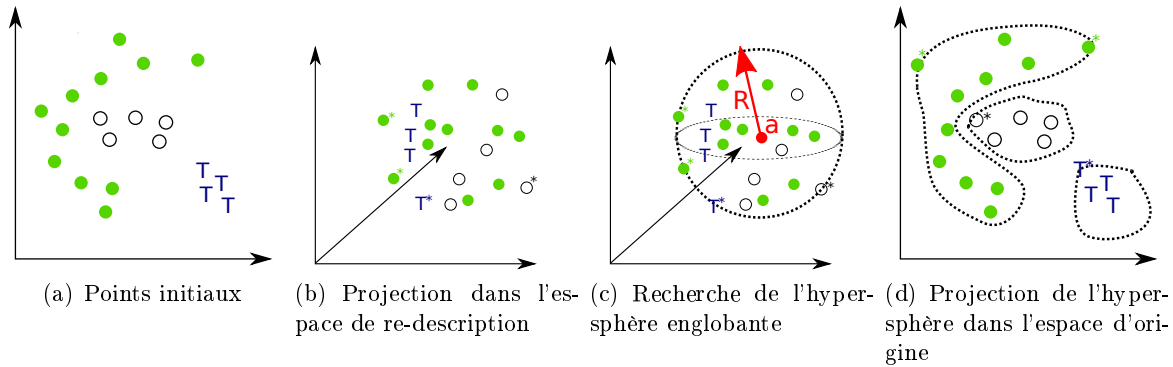 T T
T T
(a) Points initiaux
*
T
T
T
*
*
T*
(b) Projection dans l'es-
pace de re-description
R
a
*
T
T
T
*
*
T*
(c) Recherche de l'hyper-
sphère englobante
*
*
*
T*
T T
T
(d) Projection de l'hyper-
sphère dans l'espace d'ori-
gine